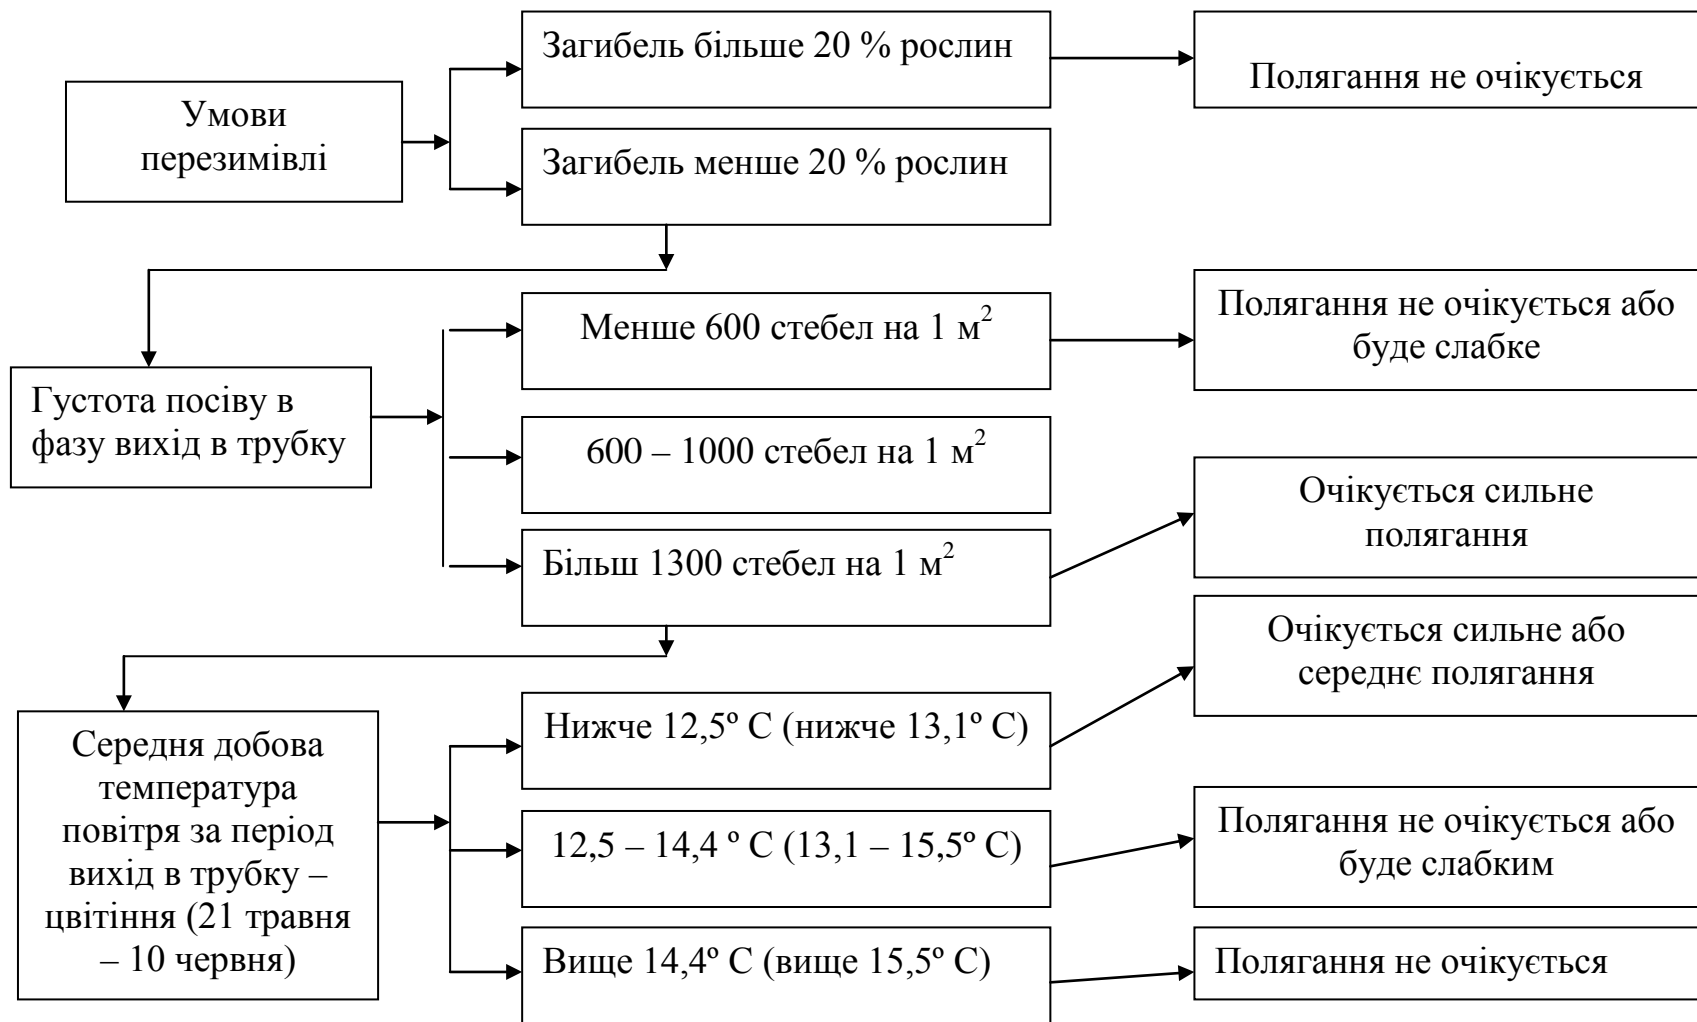 Загибель більше 20 % рослин
Полягання не очікується
Умови
перезимівлі
Загибель менше 20 % рослин
Менше 600 стебел на 1 м²
Полягання не очікується або
буде слабке
Густота посіву в
фазу вихід в трубку
600 – 1000 стебел на 1 м²
Очікується сильне
полягання
Більш 1300 стебел на 1 м²
Очікується сильне або
середнє полягання
Нижче 12,5º С (нижче 13,1º С)
Середня добова
температура
повітря за період
вихід в трубку –
цвітіння (21 травня
– 10 червня)
12,5 – 14,4 º С (13,1 – 15,5º С)
Полягання не очікується або
буде слабким
Вище 14,4º С (вище 15,5º С)
Полягання не очікується